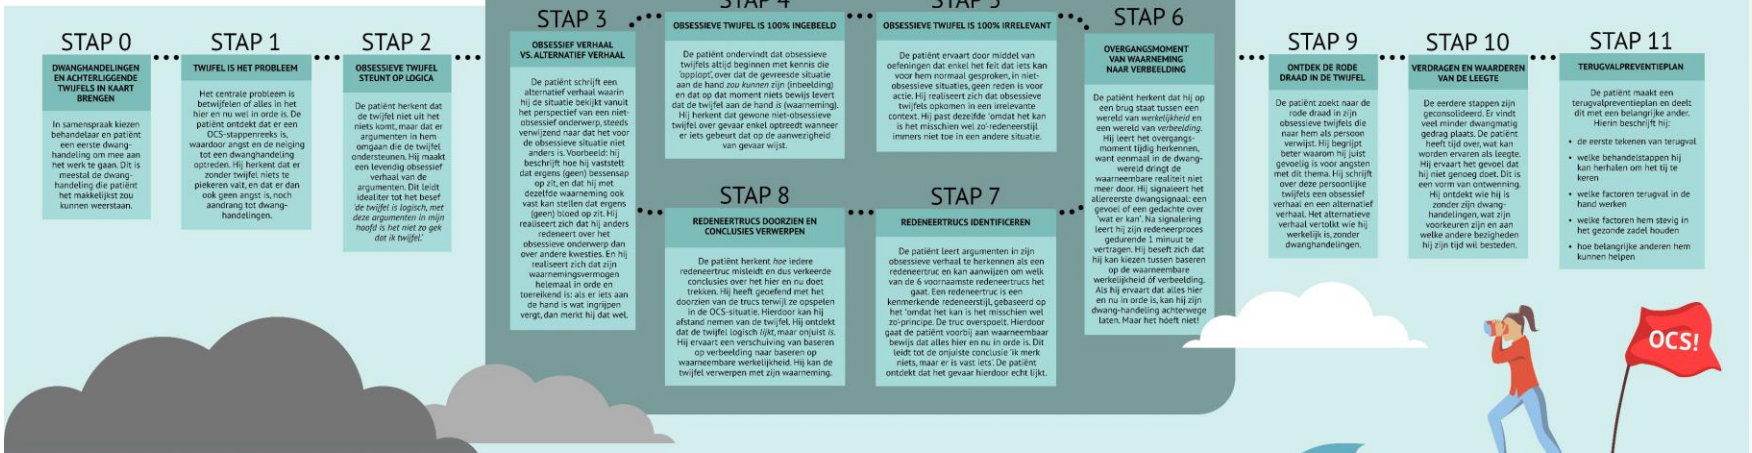 STAP 0
DWANGHANDELINGEN
EN ACHTERLIGGENDE
TWIJFELS IN KAART
BRENGEN
In samenspraak kiezen
behandelaar en patiënt
een eerste dwang-
handeling om mee aan
het werk te gaan. Dit is
meestal de dwang-
handeling die patiënt
het makkelijkst zou
kunnen weerstaan.
STAP 1
TWIJFEL IS HET PROBLEEM
Het centrale probleem is
betwijfelen of alles in het
hier en nu wel in orde is. De
patiënt ontdekt dat er een
OCS-stappenreeks is,
waardoor angst en de neiging
tot een dwanghandeling
optreden. Hij herkent dat er
zonder twijfel niets te
piekeren valt, en dat er dan
ook geen angst is, noch
aandrang tot dwang-
handelingen.
STAP 2
OBSESSIEVE TWIJFEL
STEUNT OP LOGICA
De patiënt herkent dat
de twijfel niet uit het
niets komt, maar dat er
argumenten in hem
omgaan die de twijfel
ondersteunen. Hij maakt
een levendig obsessief
verhaal van de
argumenten. Dit leidt
idealiter tot het besef
'de twijfel is logisch, met
deze argumenten in mijn
hoofd is het niet zo gek
dat ik twijfel.'
STAP 3
OBSESSIEF VERHAAL
VS. ALTERNATIEF VERHAAL
De patiënt schrijft een
alternatief verhaal waarin
hij de situatie bekijkt vanuit
het perspectief van een niet-
obsessief onderwerp, steeds
verwijzend naar dat het voor
de obsessieve situatie niet
anders is. Voorbeeld: hij
beschrijft hoe hij vaststelt
dat ergens (geen) bessensap
op zit, en dat hij met
dezelfde waarneming ook
vast kan stellen dat ergens
(geen) bloed op zit. Hij
realiseert zich dat hij anders
redeneert over het
obsessieve onderwerp dan
over andere kwesties. En hij
realiseert zich dat zijn
waarnemingsvermogen
helemaal in orde en
toereikend is: als er iets aan
de hand is wat ingrijpen
vergt, dan merkt hij dat wel.
STAP 4
OBSESSIEVE TWIJFEL IS 100% INGEBEELD
De patiënt ondervindt dat obsessieve
twijfels altijd beginnen met kennis die
'opplopt', over dat de gevreesde situatie
aan de hand zou kunnen zijn (inbeelding)
en dat op dat moment niets bewijs levert
dat de twijfel aan de hand is (waarneming).
Hij herkent dat gewone niet-obsessieve
twijfel over gevaar enkel optreedt wanneer
er iets gebeurt dat op de aanwezigheid
van gevaar wijst.
STAP 5
OBSESSIEVE TWIJFEL IS 100% IRRELEVANT
De patiënt ervaart door middel van
oefeningen dat enkel het feit dat iets kan
voor hem normaal gesproken, in niet-
obsessieve situaties, geen reden is voor
actie. Hij realiseert zich dat obsessieve
twijfels opkomen in een irrelevante
context. Hij past dezelfde 'omdat het kan
is het misschien wel zo'-redeneerstijl
immers niet toe in een andere situatie.
STAP 6
OVERGANGSMOMENT
VAN WAARNEMING
NAAR VERBEELDING
De patiënt herkent dat hij op
een brug staat tussen een
wereld van werkelijkheid en
een wereld van verbeelding.
Hij leert het overgangs-
moment tijdig herkennen,
want eenmaal in de dwang-
wereld dringt de
waarneembare realiteit niet
meer door. Hij signaleert het
allereerste dwangsignaal: een
gevoel of een gedachte over
'wat er kan'. Na signalering
leert hij zijn redeneerproces
gedurende 1 minuut te
vertragen. Hij beseft zich dat
hij kan kiezen tussen baseren
op de waarneembare
werkelijkheid óf verbeelding.
Als hij ervaart dat alles hier
en nu in orde is, kan hij zijn
dwang-handeling achterwege
laten. Maar het hóeft niet!
STAP 8
REDENEERTRUCS DOORZIEN EN
CONCLUSIES VERWERPEN
De patiënt herkent hoe iedere
redeneertruc misleidt en dus verkeerde
conclusies over het hier en nu doet
trekken. Hij heeft geoefend met het
doorzien van de trucs terwijl ze opspelen
in de OCS-situatie. Hierdoor kan hij
afstand nemen van de twijfel. Hij ontdekt
dat de twijfel logisch lijkt, maar onjuist is.
Hij ervaart een verschuiving van baseren
op verbeelding naar baseren op
waarneembare werkelijkheid. Hij kan de
twijfel verwerpen met zijn waarneming.
STAP 7
REDENEERTRUCS IDENTIFICEREN
De patiënt leert argumenten in zijn
obsessieve verhaal te herkennen als een
redeneertruc en kan aanwijzen om welk
van de 6 voornaamste redeneertrucs het
gaat. Een redeneertruc is een
kenmerkende redeneerstijl, gebaseerd op
het 'omdat het kan is het misschien wel
zo'-principe. De truc overspoelt. Hierdoor
gaat de patiënt voorbij aan waarneembaar
bewijs dat alles hier en nu in orde is. Dit
leidt tot de onjuiste conclusie 'ik merk
niets, maar er is vast iets'. De patiënt
ontdekt dat het gevaar hierdoor echt lijkt.
STAP 9
ONTDEK DE RODE
DRAAD IN DE TWIJFEL
De patiënt zoekt naar de
rode draad in zijn
obsessieve twijfels die
naar hem als persoon
verwijst. Hij begrijpt
beter waarom hij juist
gevoelig is voor angsten
met dit thema. Hij schrijft
over deze persoonlijke
twijfels een obsessief
verhaal en een alternatief
verhaal. Het alternatieve
verhaal vertolkt wie hij
werkelijk is, zonder
dwanghandelingen.
STAP 10
VERDRAGEN EN WAARDEREN
VAN DE LEEGTE
De eerdere stappen zijn
geconsolideerd. Er vindt
veel minder dwangmatig
gedrag plaats. De patiënt
heeft tijd over, wat kan
worden ervaren als leegte.
Hij ervaart het gevoel dat
hij niet genoeg doet. Dit is
een vorm van ontwenning.
Hij ontdekt wie hij is
zonder zijn dwang-
handelingen, wat zijn
voorkeuren zijn en aan
welke andere bezigheden
hij zijn tijd wil besteden.
STAP 11
TERUGVALPREVENTIEPLAN
De patiënt maakt een
terugvalpreventieplan en deelt
dit met een belangrijke ander.
Hierin beschrijft hij:
• de eerste tekenen van terugval
• welke behandelstappen hij
kan herhalen om het tij te
keren
• welke factoren terugval in de
hand werken
• welke factoren hem stevig in
het gezonde zadel houden
• hoe belangrijke anderen hem
kunnen helpen
OCS!